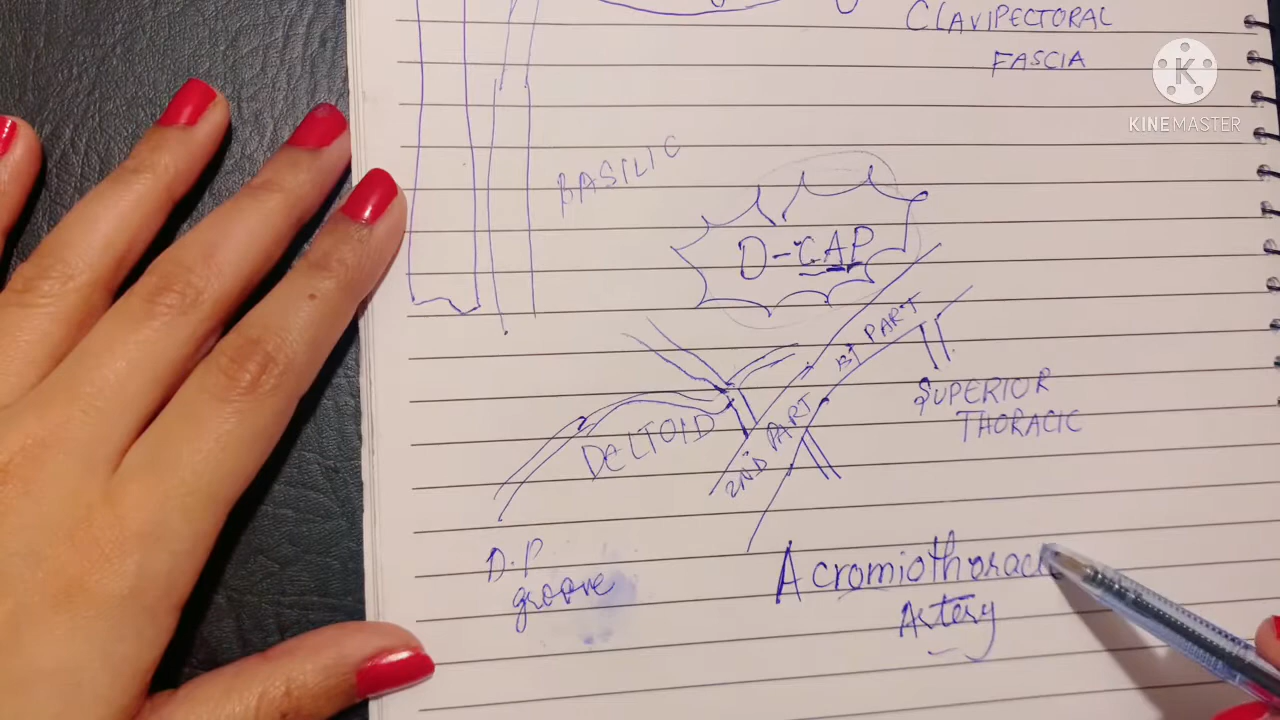 CLAVIPECTORAL
FASCIA
KINEMASTER
BASILIC
D-CAP
1st PART
SUPERIOR
THORACIC
DELTOID
2ND PART
D.P
groove
Acromiothoracic
Artery